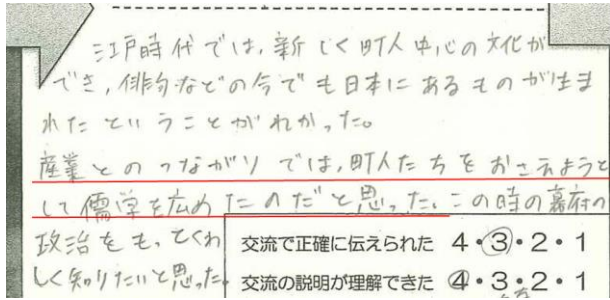 江戸時代では、新しく町人中心の文化が
でき、俳句などの今でも日本にあるものが生ま
れたということがわかった。
産業とのつながりでは、町人たちをおさえようと
して儒学を広めたのだと思った。この時の幕府の
政治をもっとくわ
しく知りたいと思った。
交流で正確に伝えられた 4・3・2・1
交流の説明が理解できた 4・3・2・1